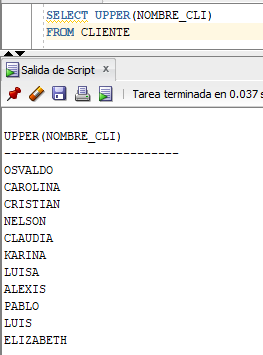 SELECT UPPER(NOMBRE_CLI)
FROM CLIENTE
Salida de Script x
Tarea terminada en 0.037 s
UPPER(NOMBRE_CLI)
-------------------------
OSVALDO
CAROLINA
CRISTIAN
NELSON
CLAUDIA
KARINA
LUISA
ALEXIS
PABLO
LUIS
ELIZABETH